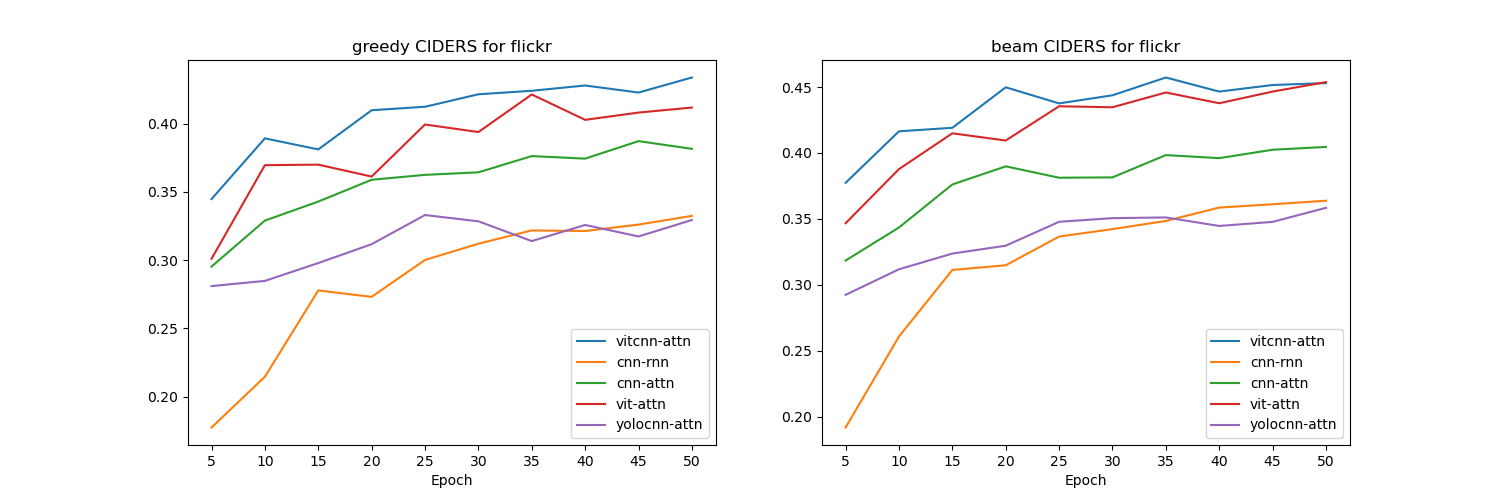 greedy CIDERS for flickr
0.40
0.35
0.30
0.25
0.20
5 10 15 20 25 30 35 40 45 50
Epoch
vitcnn-attn
cnn-rnn
cnn-attn
vit-attn
yolocnn-attn
beam CIDERS for flickr
0.45
0.40
0.35
0.30
0.25
0.20
5 10 15 20 25 30 35 40 45 50
Epoch
vitcnn-attn
cnn-rnn
cnn-attn
vit-attn
yolocnn-attn